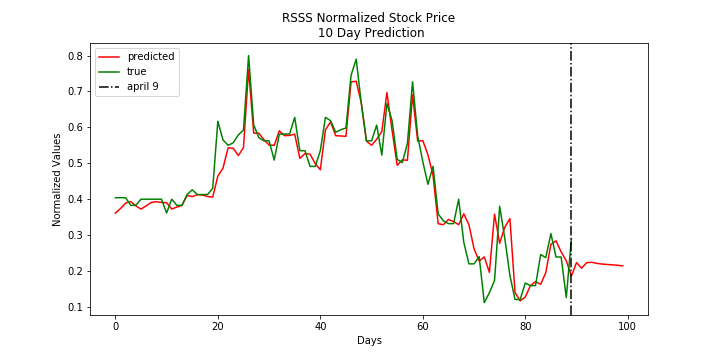 RSSS Normalized Stock Price
10 Day Prediction
predicted
true
april 9
Normalized Values
0.8
0.7
0.6
0.5
0.4
0.3
0.2
0.1
0
20
40
60
80
100
Days